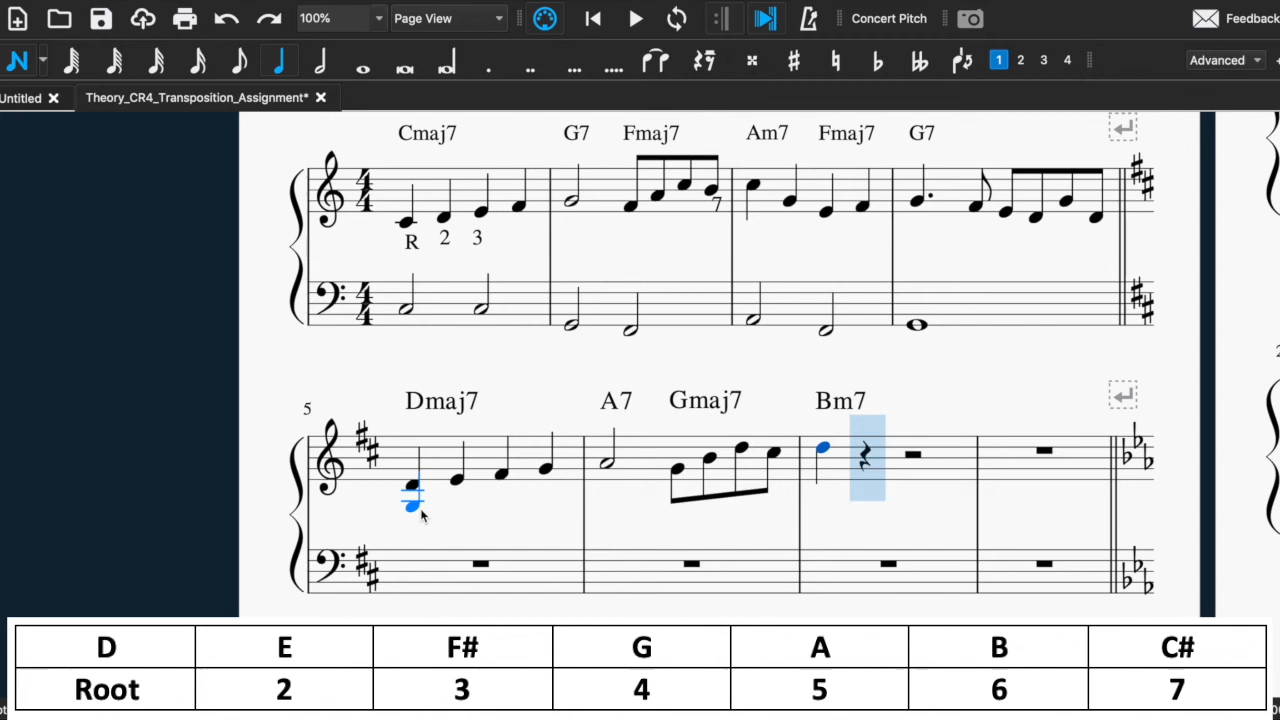 100% Page View Concert Pitch Feedback
1 2 3 4 Advanced
Untitled Theory_CR4_Transposition_Assignment*
Cmaj7 G7 Fmaj7 Am7 Fmaj7 G7
7
R 2 3
5 Dmaj7 A7 Gmaj7 Bm7
D E F# G A B C#
Root 2 3 4 5 6 7